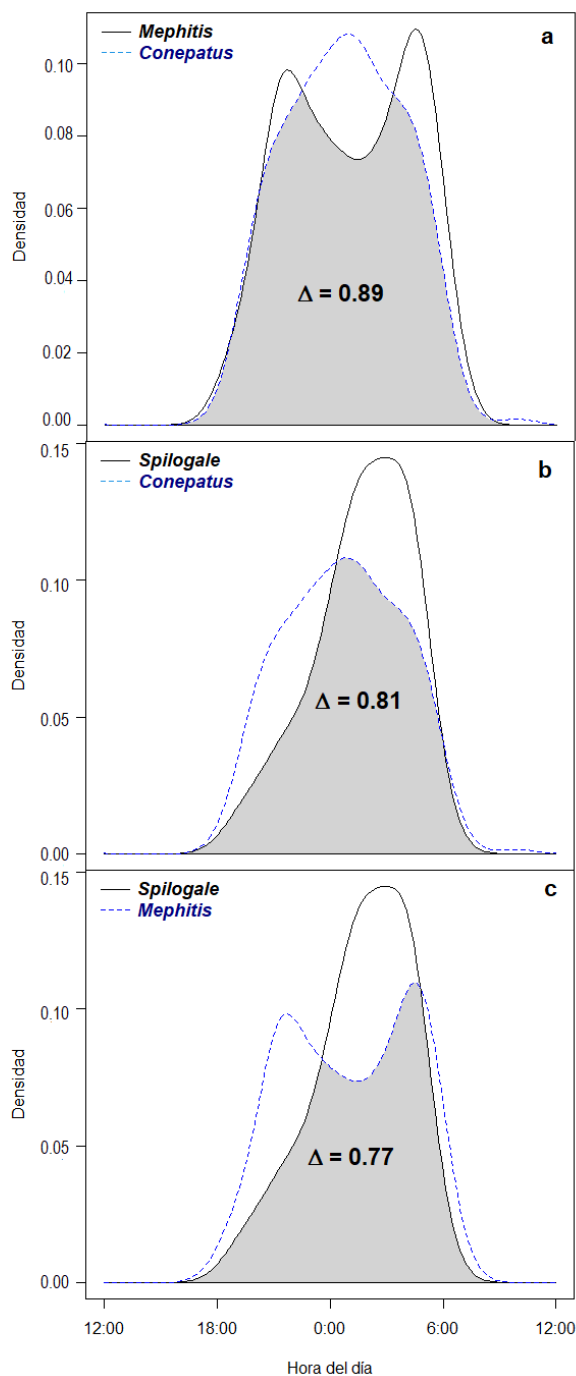 Mephitis
Conepatus
a
0.10
0.08
0.06
0.04
0.02
0.00
Densidad
Δ = 0.89
Spilogale
Conepatus
b
0.15
0.10
0.05
0.00
Densidad
Δ = 0.81
Spilogale
Mephitis
c
0.15
0.10
0.05
0.00
Densidad
Δ = 0.77
12:00 18:00 0:00 6:00 12:00
Hora del día